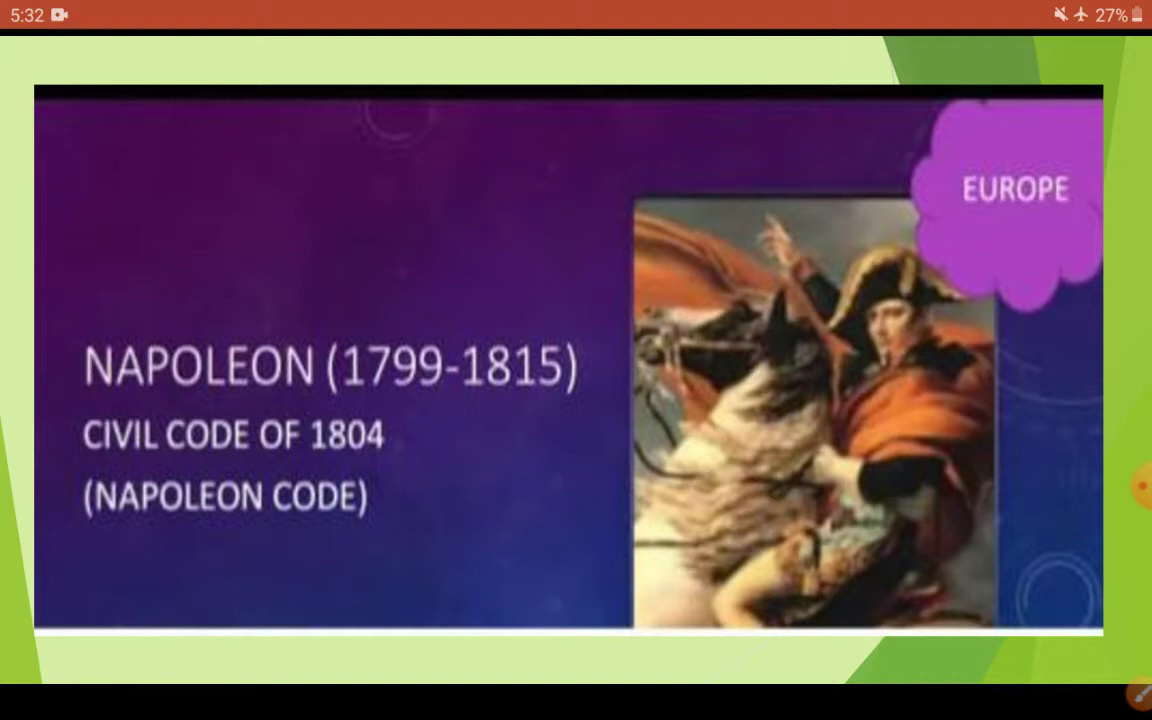 5:32
27%
EUROPE
NAPOLEON (1799-1815)
CIVIL CODE OF 1804
(NAPOLEON CODE)